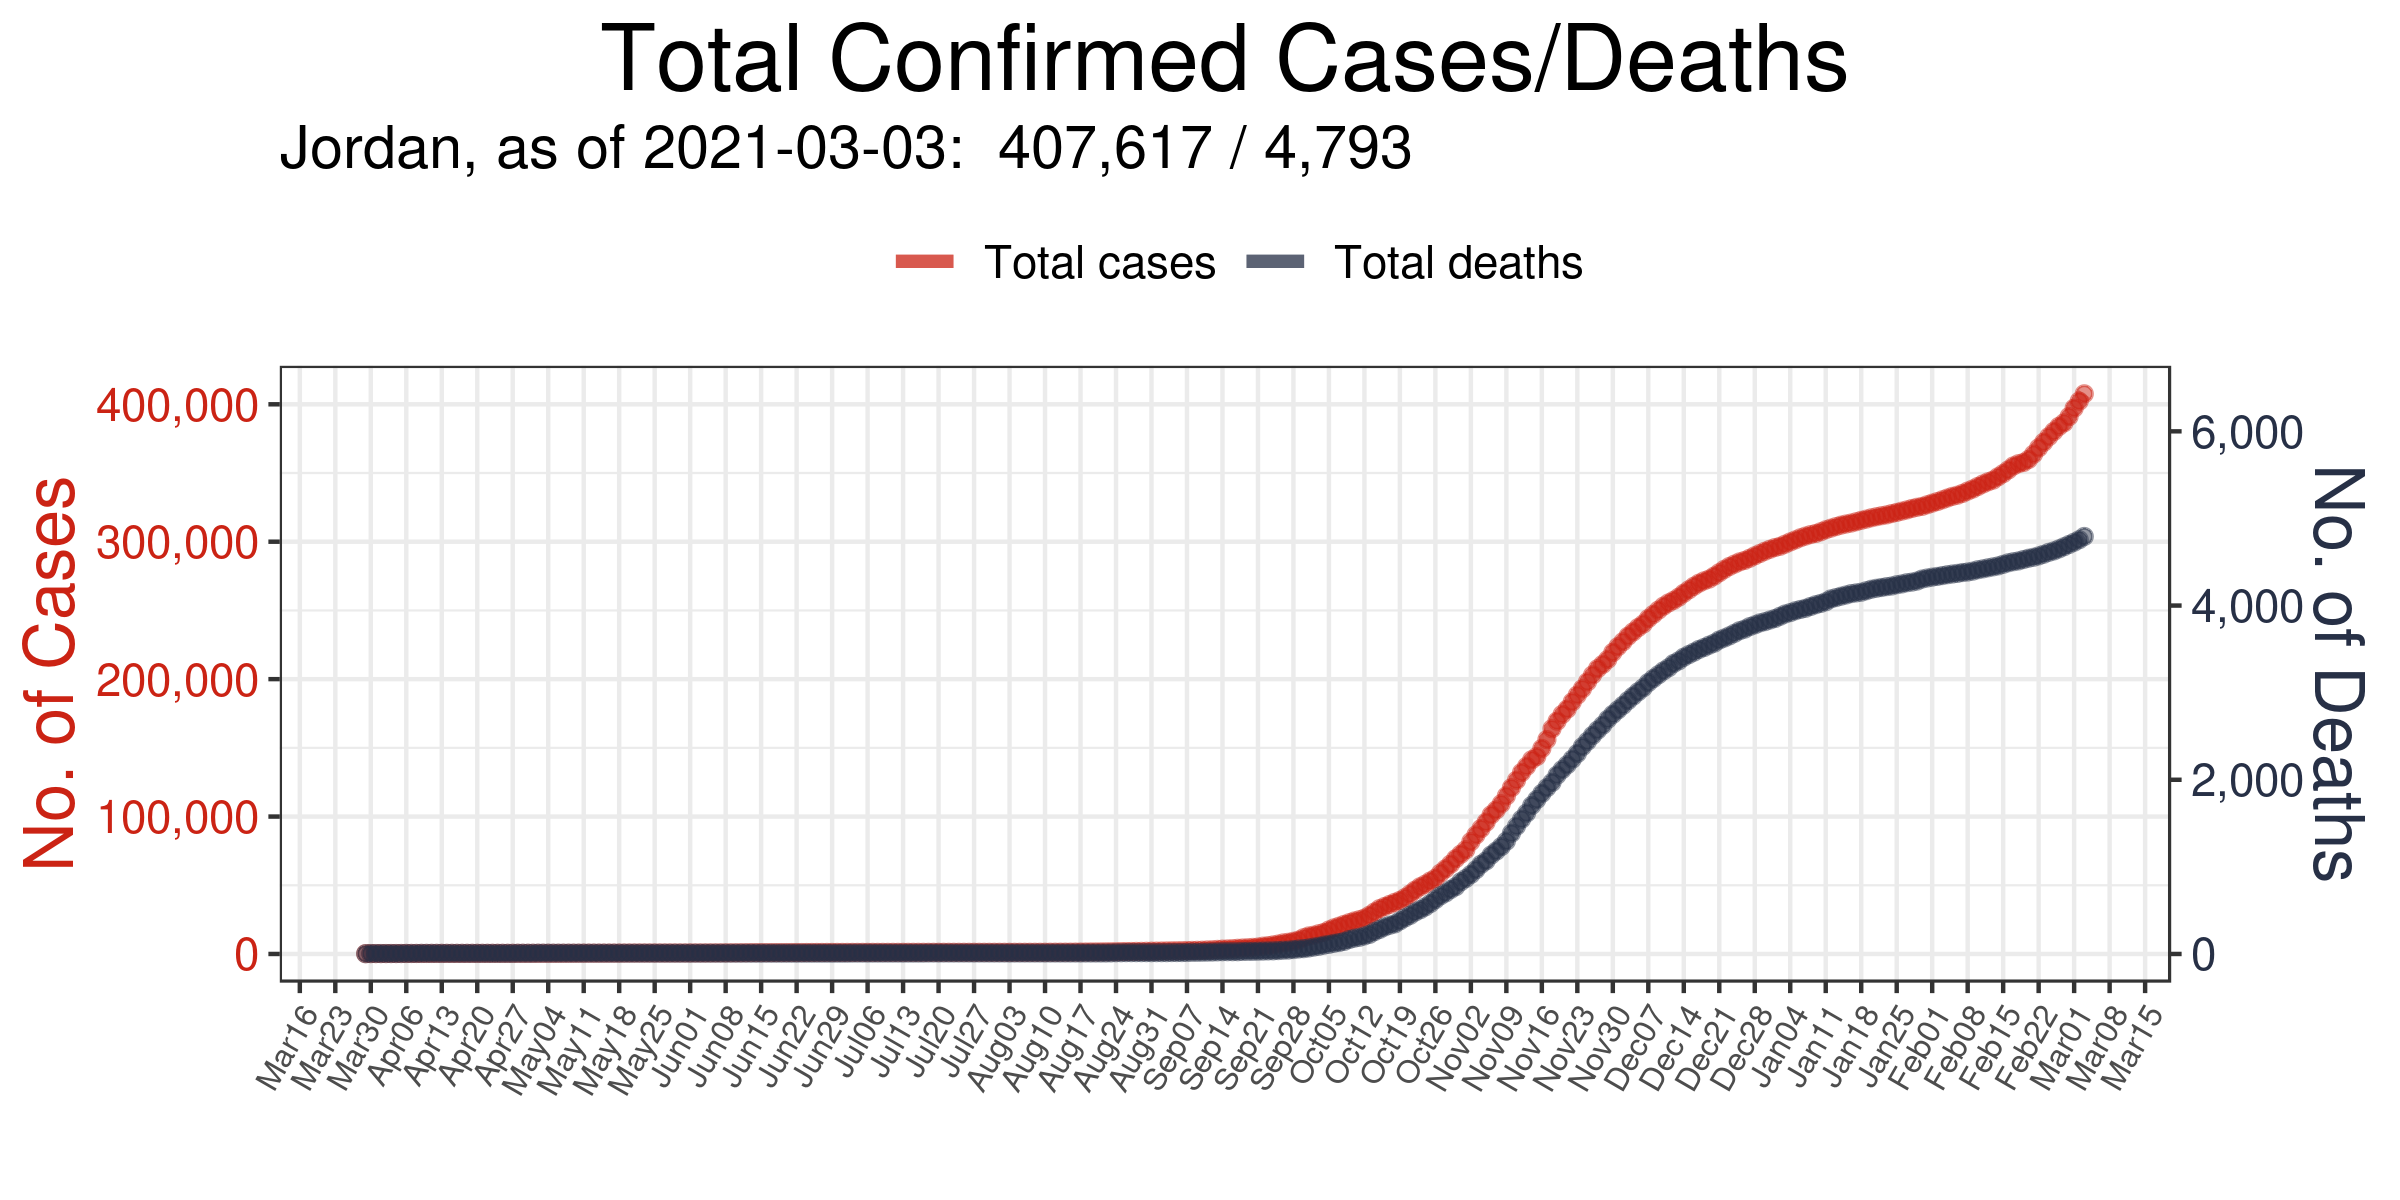 Total Confirmed Cases/Deaths
Jordan, as of 2021-03-03:  407,617 / 4,793
Total cases
Total deaths
No. of Cases
400,000
300,000
200,000
100,000
0
6,000
4,000
2,000
0
No. of Deaths
Mar16
Mar23
Mar30
Apr06
Apr13
Apr20
Apr27
May04
May11
May18
May25
Jun01
Jun08
Jun15
Jun22
Jun29
Jul06
Jul13
Jul20
Jul27
Aug03
Aug10
Aug17
Aug24
Aug31
Sep07
Sep14
Sep21
Sep28
Oct05
Oct12
Oct19
Oct26
Nov02
Nov09
Nov16
Nov23
Nov30
Dec07
Dec14
Dec21
Dec28
Jan04
Jan11
Jan18
Jan25
Feb01
Feb08
Feb15
Feb22
Mar01
Mar08
Mar15